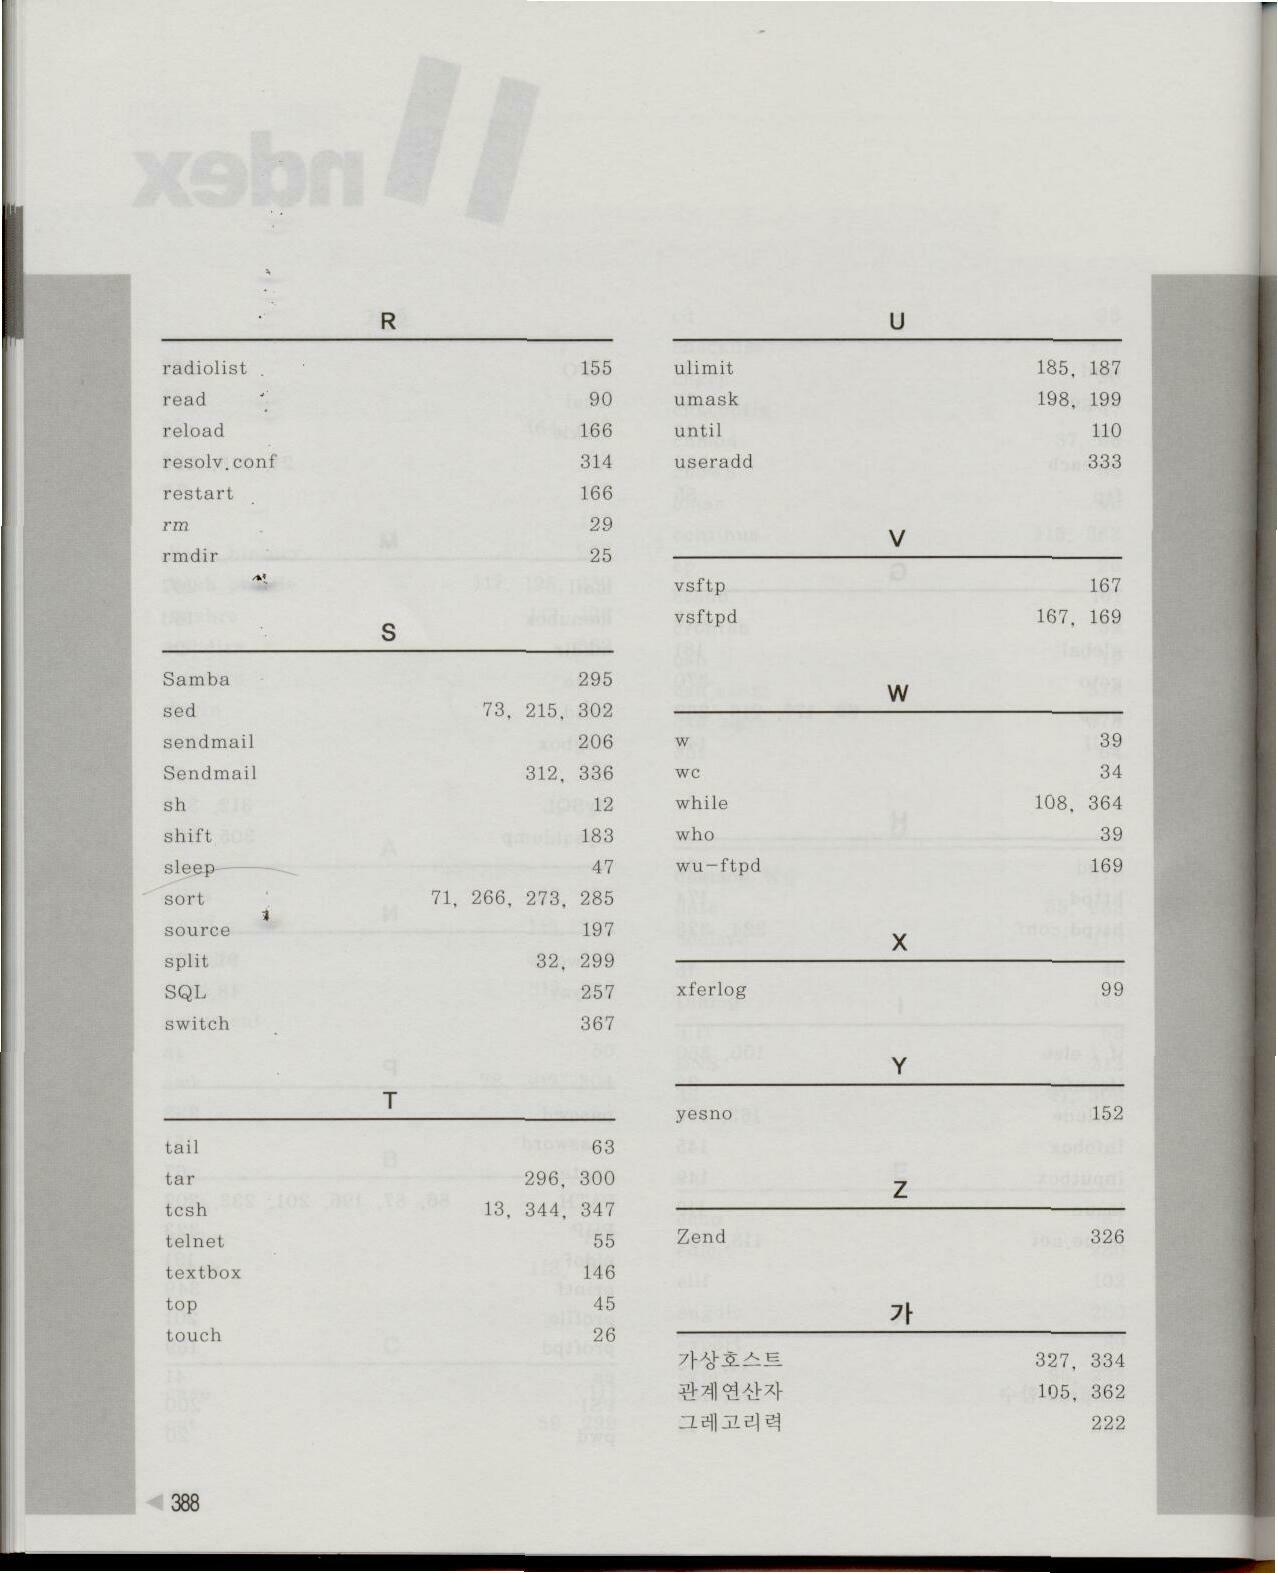 R
radiolist 155
read 90
reload 166
resolv.conf 314
restart 166
rm 29
rmdir 25
S
Samba 295
sed 73, 215, 302
sendmail 206
Sendmail 312, 336
sh 12
shift 183
sleep 47
sort 71, 266, 273, 285
source 197
split 32, 299
SQL 257
switch 367
T
tail 63
tar 296, 300
tcsh 13, 344, 347
telnet 55
textbox 146
top 45
touch 26
U
ulimit 185, 187
umask 198, 199
until 110
useradd 333
V
vsftp 167
vsftpd 167, 169
W
w 39
wc 34
while 108, 364
who 39
wu-ftpd 169
X
xferlog 99
Y
yesno 152
Z
Zend 326
가
가상호스트 327, 334
관계연산자 105, 362
그레고리력 222
388